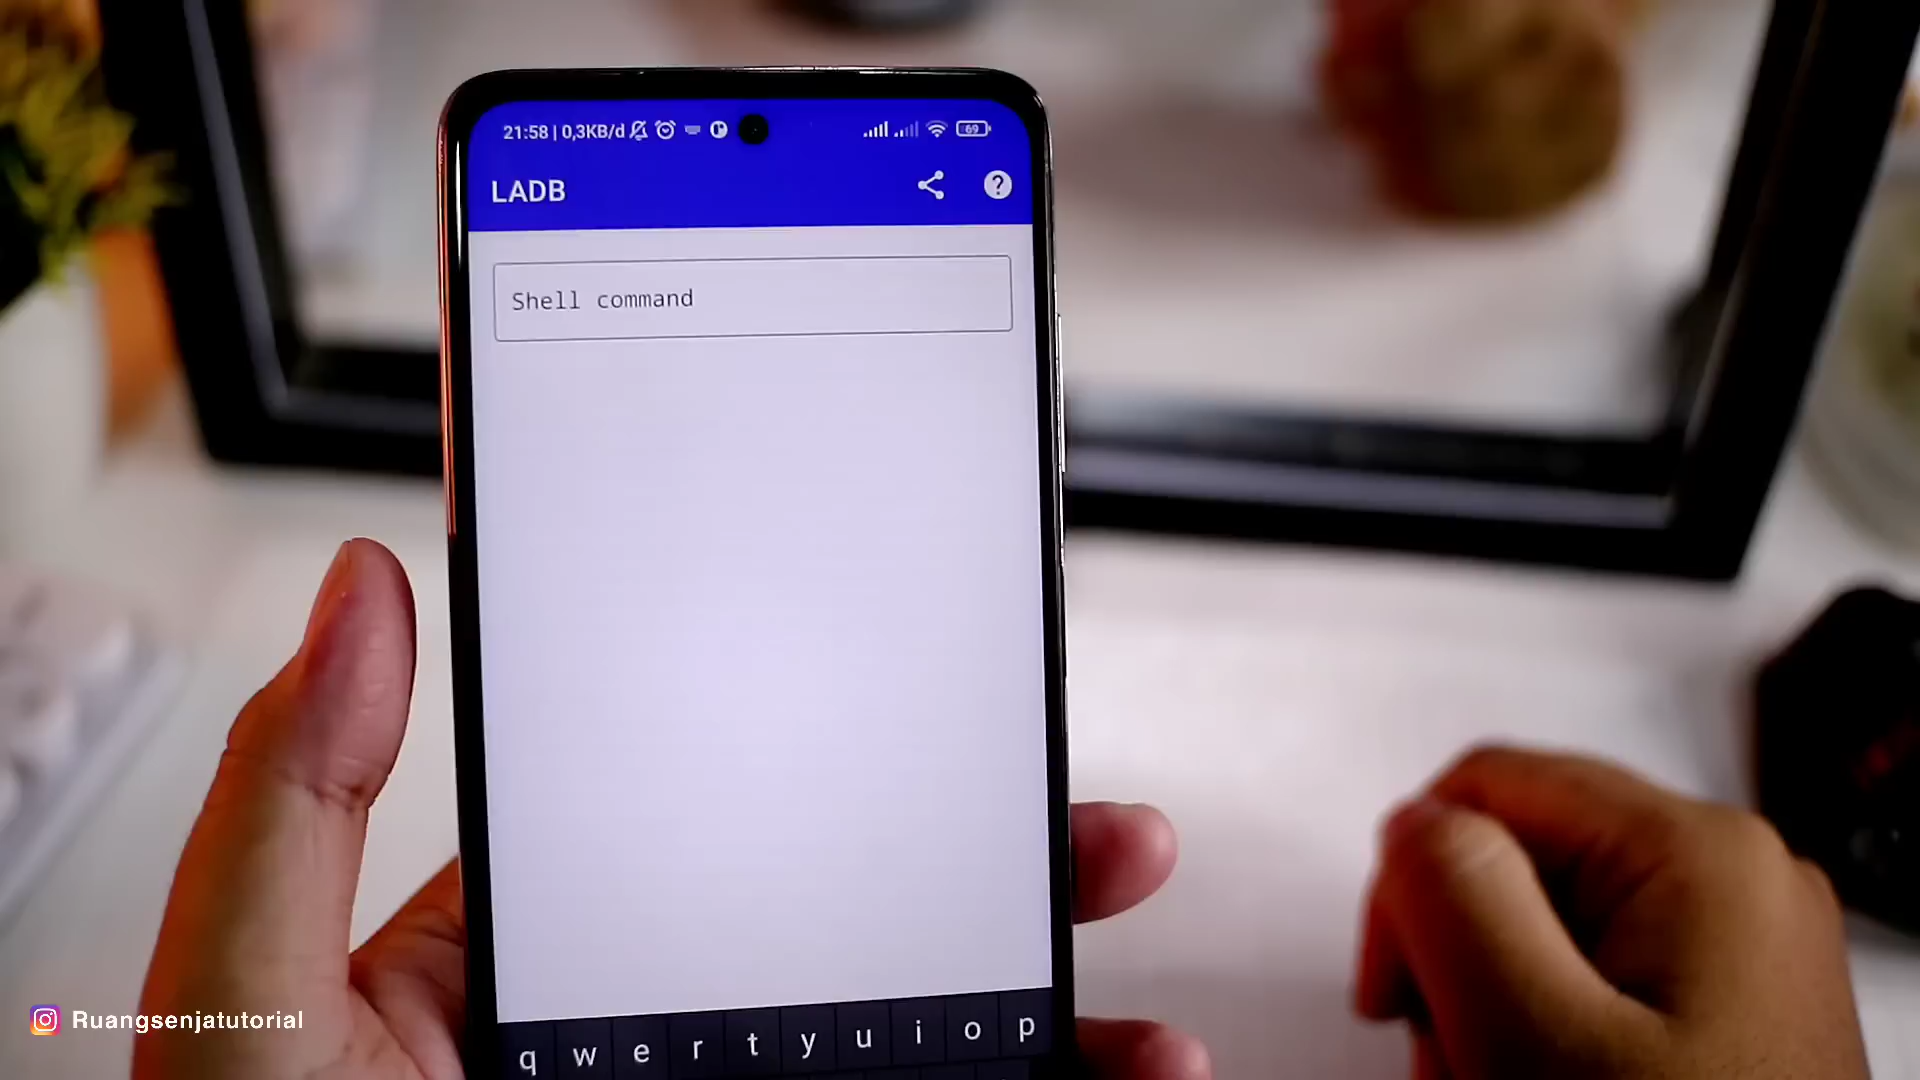 21:58 | 0,3KB/d 69
LADB
Shell command
q w e r t y u i o p
Ruangsenjatutorial